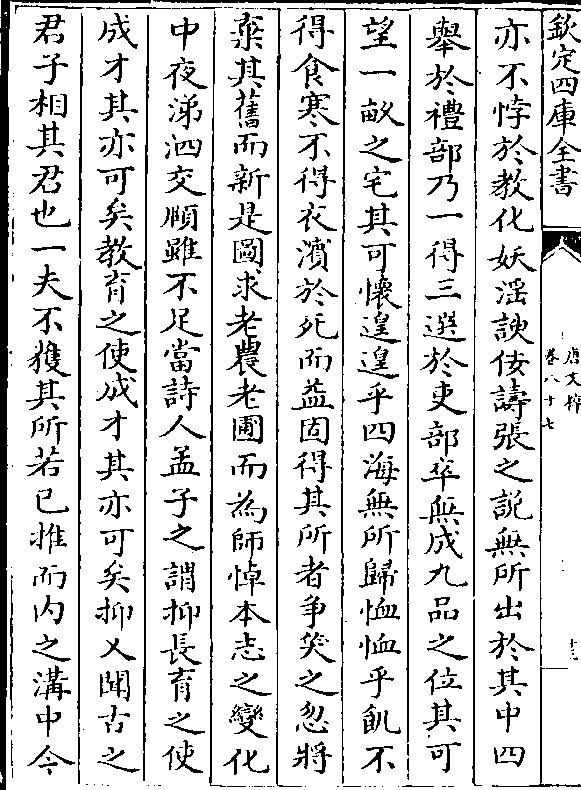 欽定四庫全書
唐文粹
卷八十七
十三
亦不悖於教化妖淫諛佞譸張之説無所出於其中四
舉於禮部乃一得三選於吏部卒無成九品之位其可
望一畝之宅其可懷遑遑乎四海無所歸恤恤乎飢不
得食寒不得衣濱於死而益固得其所者爭笑之忽將
棄其舊而新是圖求老農老圃而為師悼本志之變化
中夜涕泗交順雖不足當詩人孟子之謂抑長育之使
成才其亦可矣教育之使成才其亦可矣抑又聞古之
君子相其君也一夫不獲其所若已推而内之溝中今